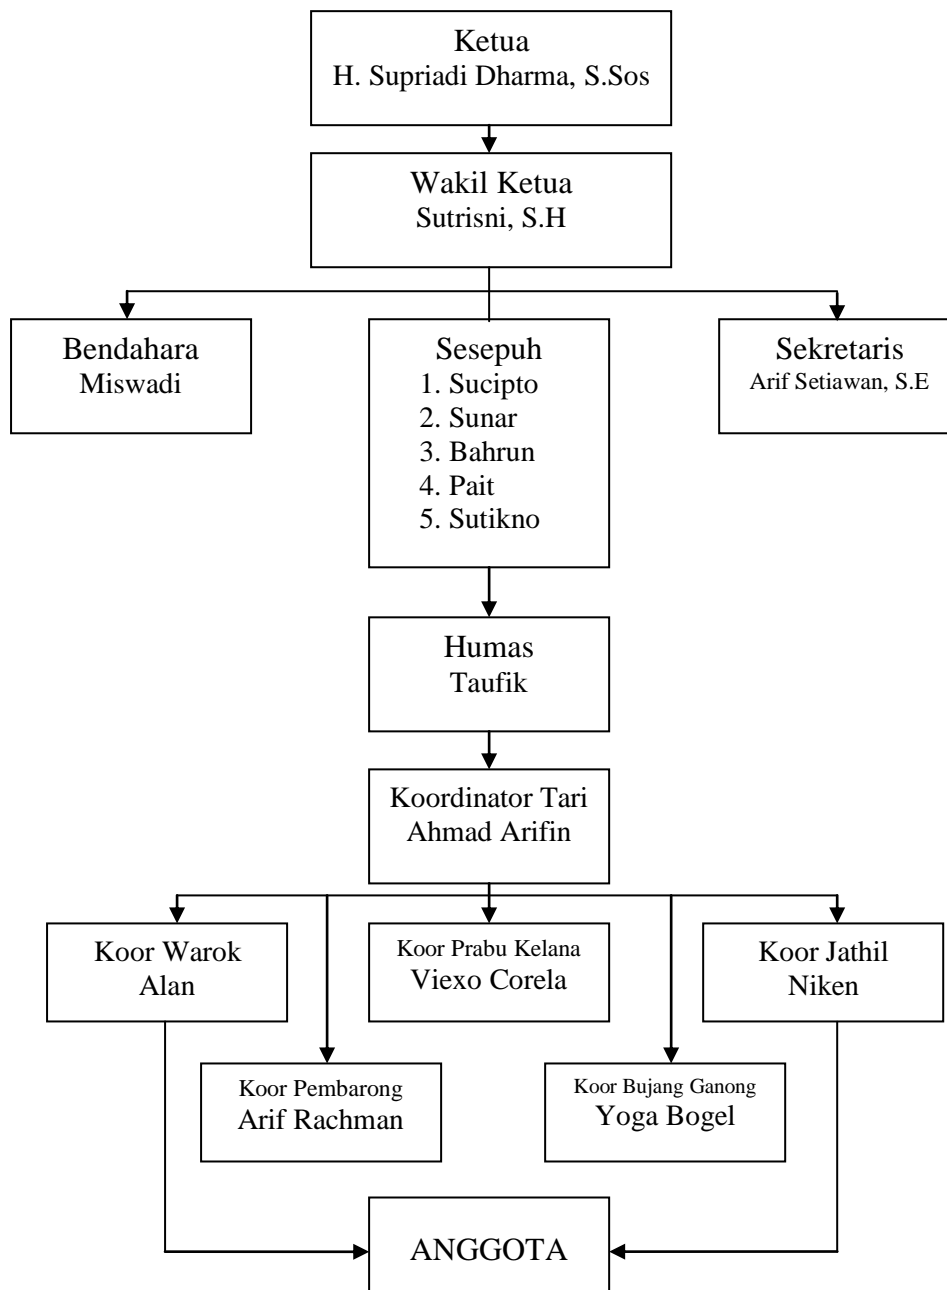 Ketua
H. Supriadi Dharma, S.Sos
Wakil Ketua
Sutrisni, S.H
Bendahara
Miswadi
Sesepuh
1. Sucipto
2. Sunar
3. Bahrun
4. Pait
5. Sutikno
Sekretaris
Arif Setiawan, S.E
Humas
Taufik
Koordinator Tari
Ahmad Arifin
Koor Warok
Alan
Koor Prabu Kelana
Viexo Corela
Koor Jathil
Niken
Koor Pembarong
Arif Rachman
Koor Bujang Ganong
Yoga Bogel
ANGGOTA